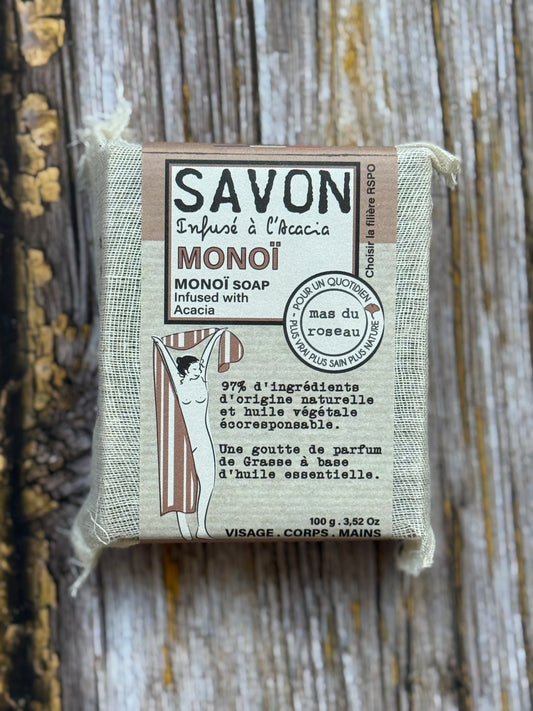 SAVON
Infusé à l'Acacia
MONOÏ
MONOÏ SOAP
Infused with
Acacia
Choisir la filière RSPO
POUR UN QUOTIDIEN
- PLUS VRAI PLUS SAIN PLUS NATURE -
mas du
roseau
97% d'ingrédients
d'origine naturelle
et huile végétale
écoresponsable.
Une goutte de parfum
de Grasse à base
d'huile essentielle.
100 g . 3,52 Oz
VISAGE . CORPS . MAINS